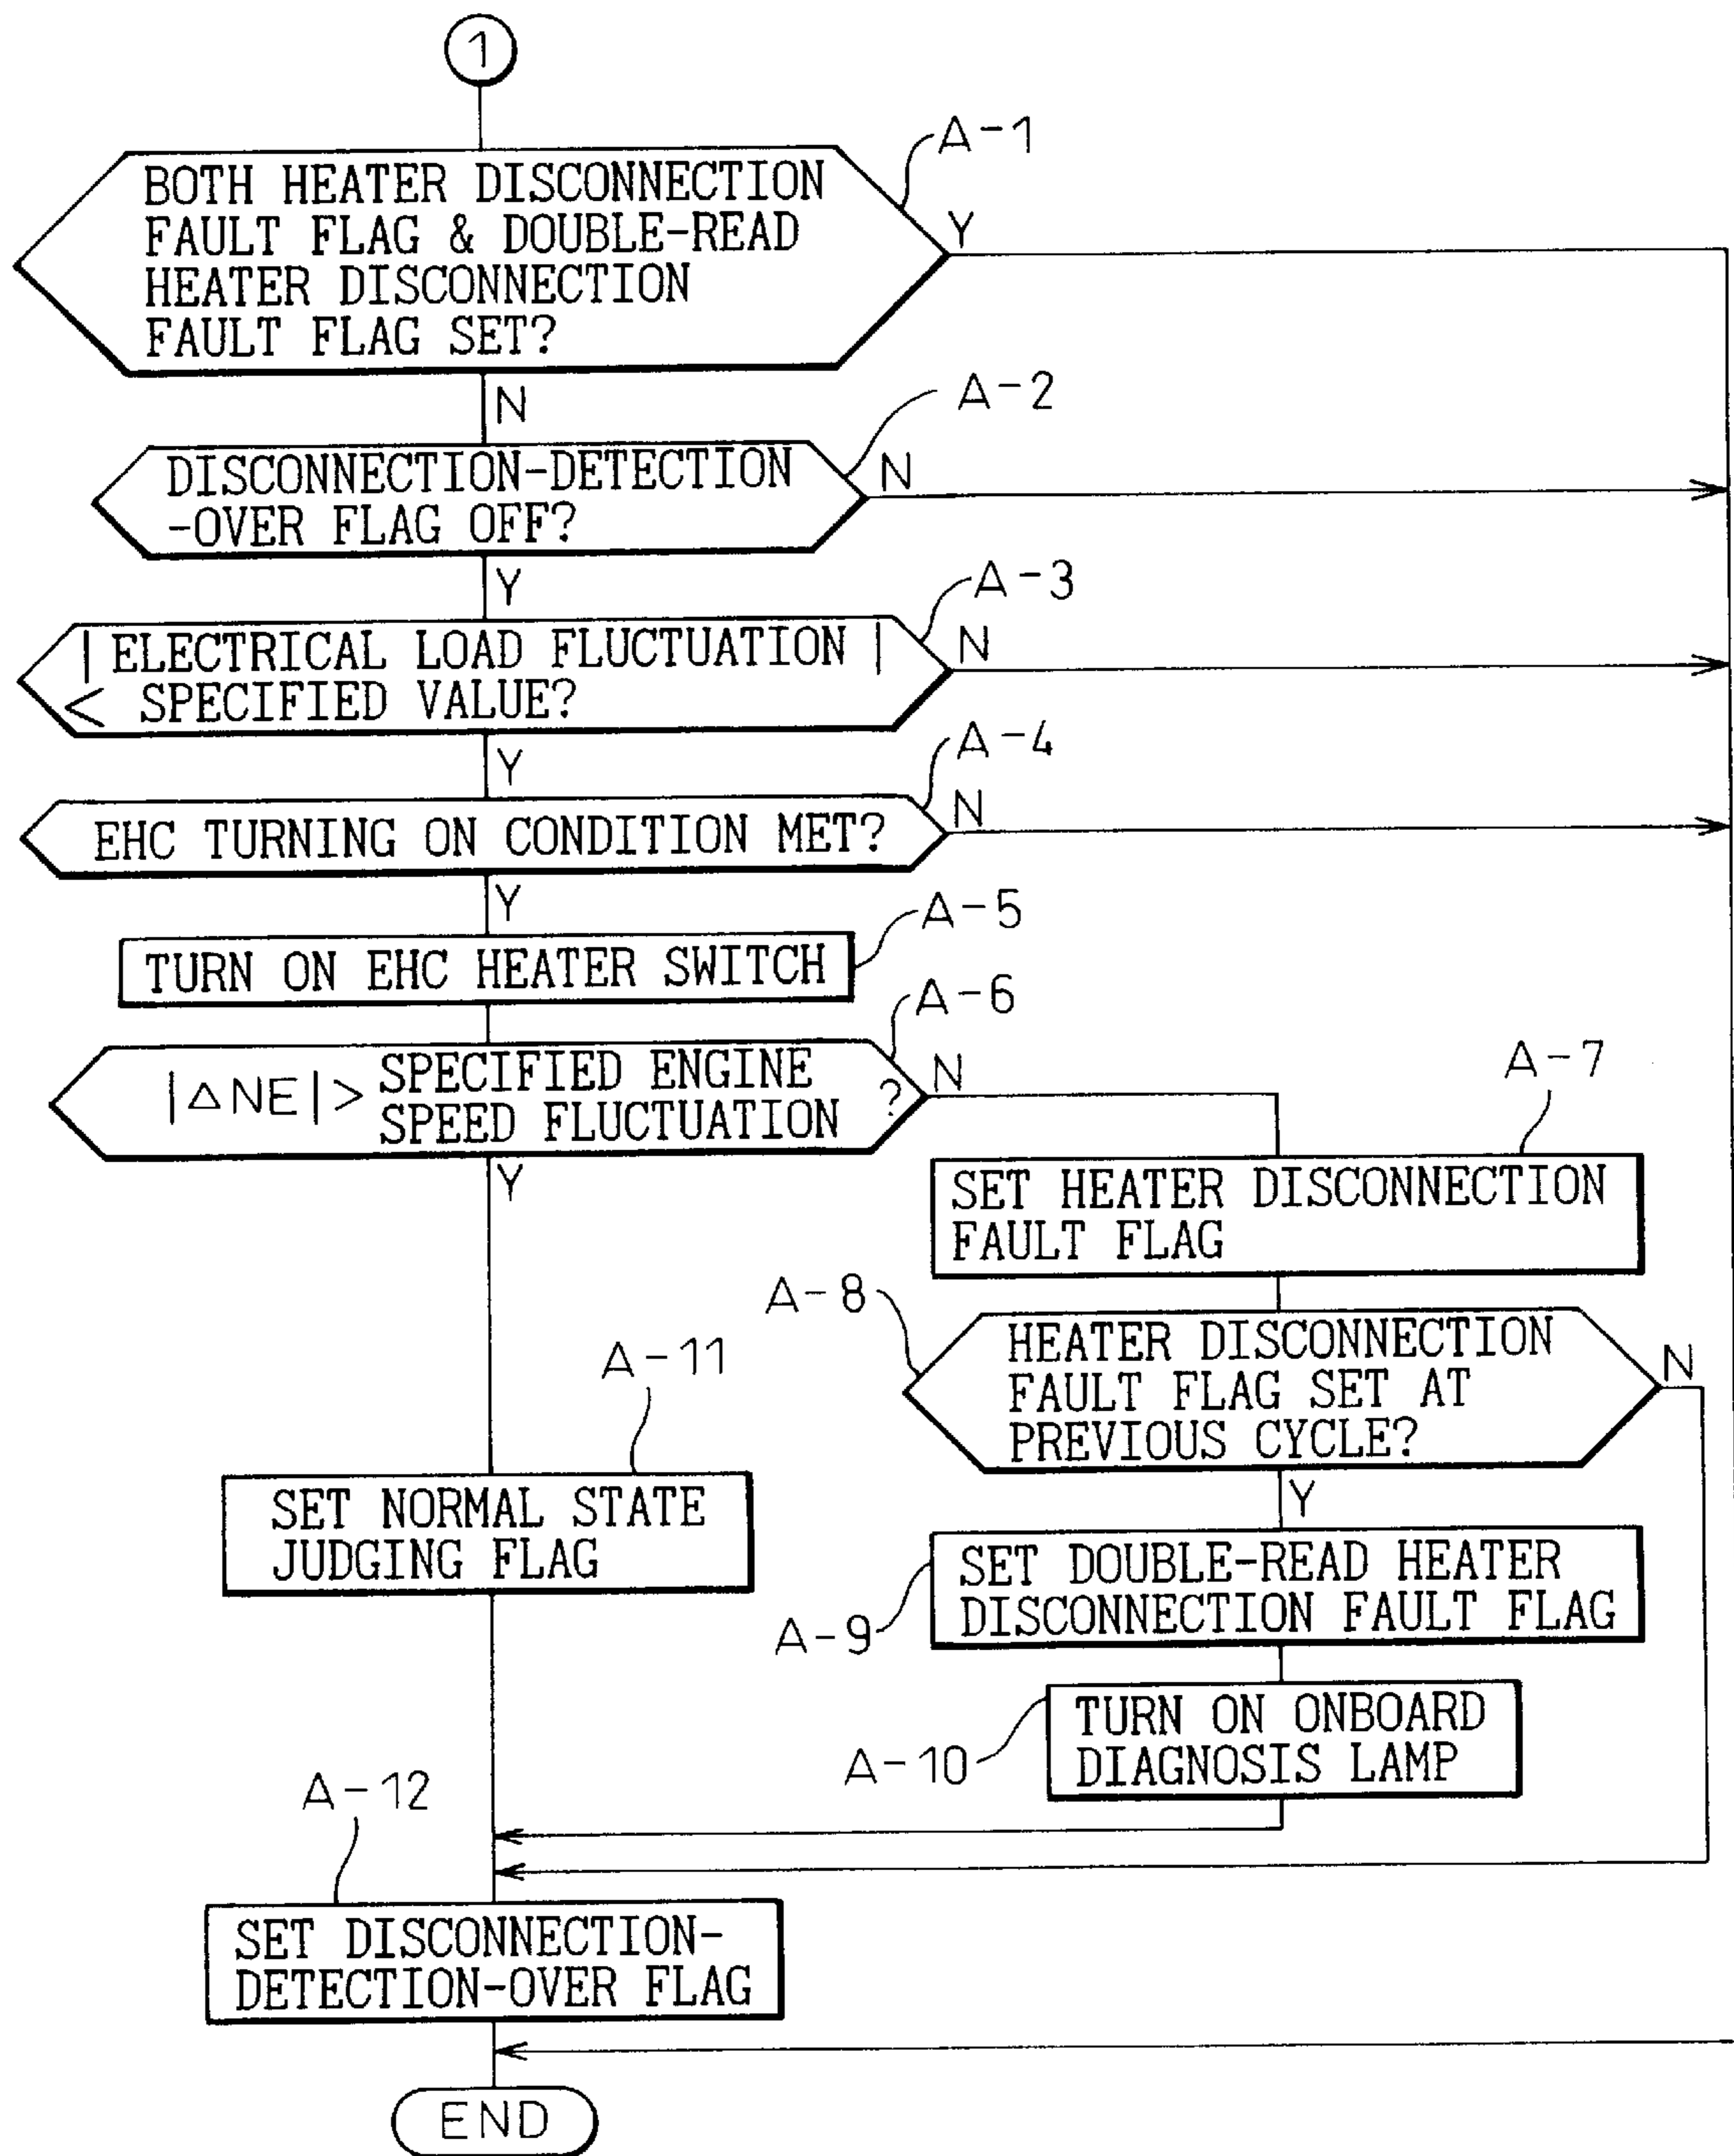 1
A-1
BOTH HEATER DISCONNECTION
FAULT FLAG & DOUBLE-READ
HEATER DISCONNECTION
FAULT FLAG SET?
Y
N
A-2
DISCONNECTION-DETECTION
-OVER FLAG OFF?
N
Y
A-3
| ELECTRICAL LOAD FLUCTUATION |
< SPECIFIED VALUE?
N
Y
A-4
EHC TURNING ON CONDITION MET?
N
Y
A-5
TURN ON EHC HEATER SWITCH
A-6
|△NE| > SPECIFIED ENGINE
SPEED FLUCTUATION ?
N
Y
A-7
SET HEATER DISCONNECTION
FAULT FLAG
A-8
HEATER DISCONNECTION
FAULT FLAG SET AT
PREVIOUS CYCLE?
N
Y
A-11
SET NORMAL STATE
JUDGING FLAG
SET DOUBLE-READ HEATER
DISCONNECTION FAULT FLAG
A-9
TURN ON ONBOARD
DIAGNOSIS LAMP
A-10
A-12
SET DISCONNECTION-
DETECTION-OVER FLAG
END